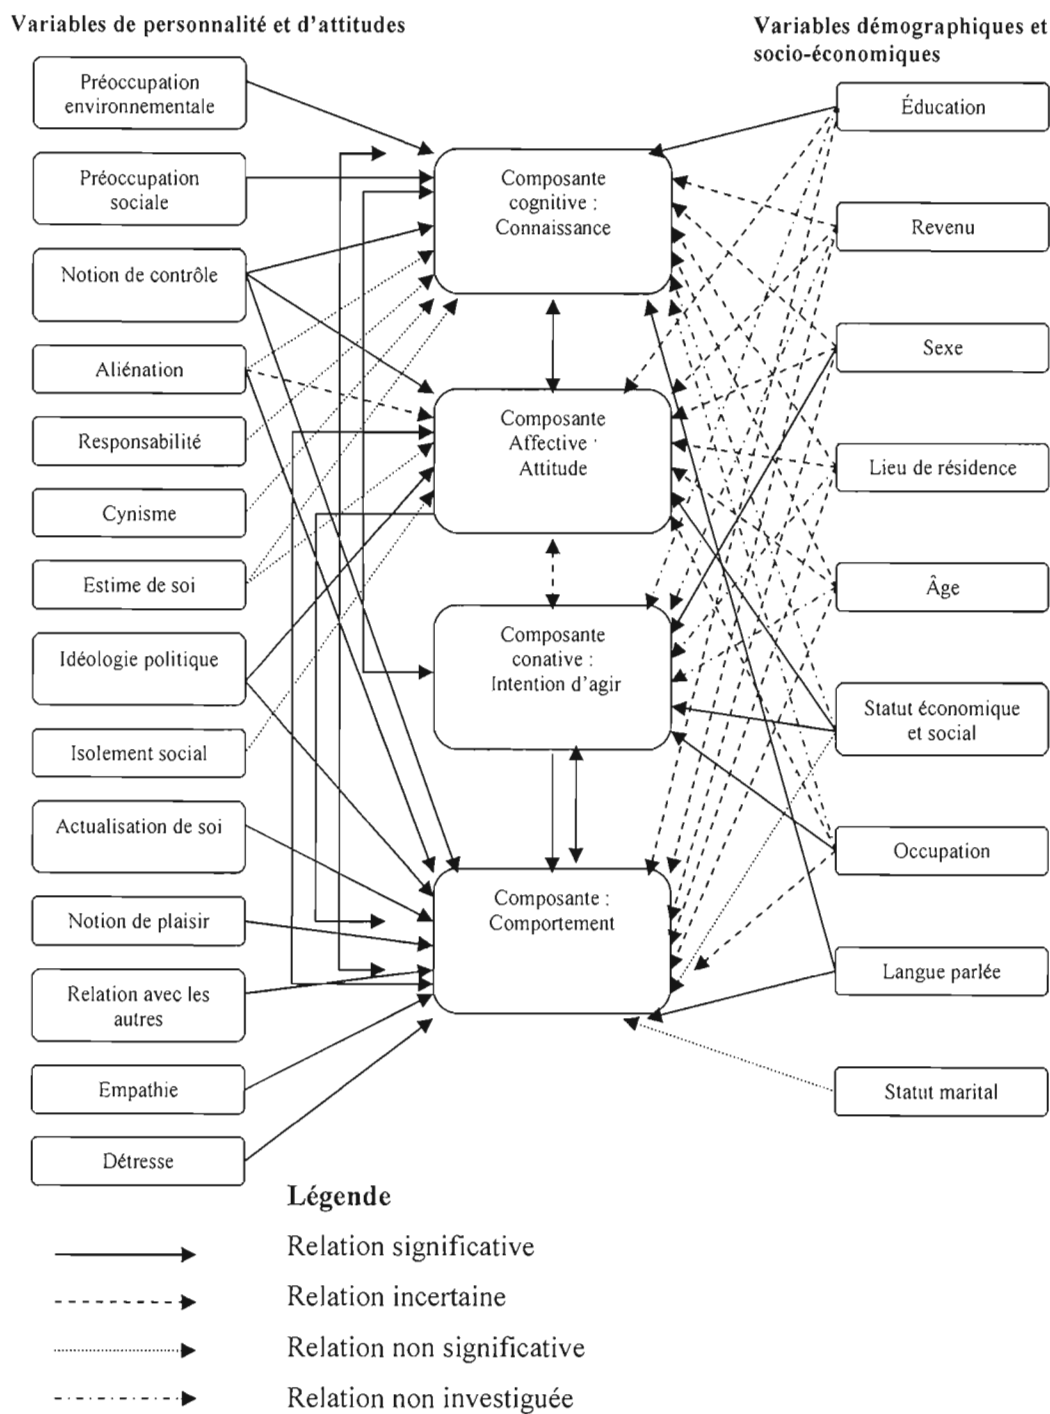 Variables de personnalité et d'attitudes
Variables démographiques et
socio-économiques
Préoccupation
environnementale
Préoccupation
sociale
Notion de contrôle
Aliénation
Responsabilité
Cynisme
Estime de soi
Idéologie politique
Isolement social
Actualisation de soi
Notion de plaisir
Relation avec les
autres
Empathie
Détresse
Composante
cognitive :
Connaissance
Composante
Affective :
Attitude
Composante
conative :
Intention d'agir
Composante :
Comportement
Éducation
Revenu
Sexe
Lieu de résidence
Âge
Statut économique
et social
Occupation
Langue parlée
Statut marital
Légende
Relation significative
Relation incertaine
Relation non significative
Relation non investiguée